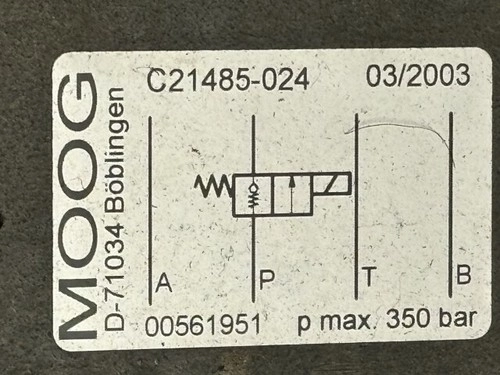 MOOG
D-71034 Böblingen
C21485-024 03/2003
A P T B
00561951 p max. 350 bar